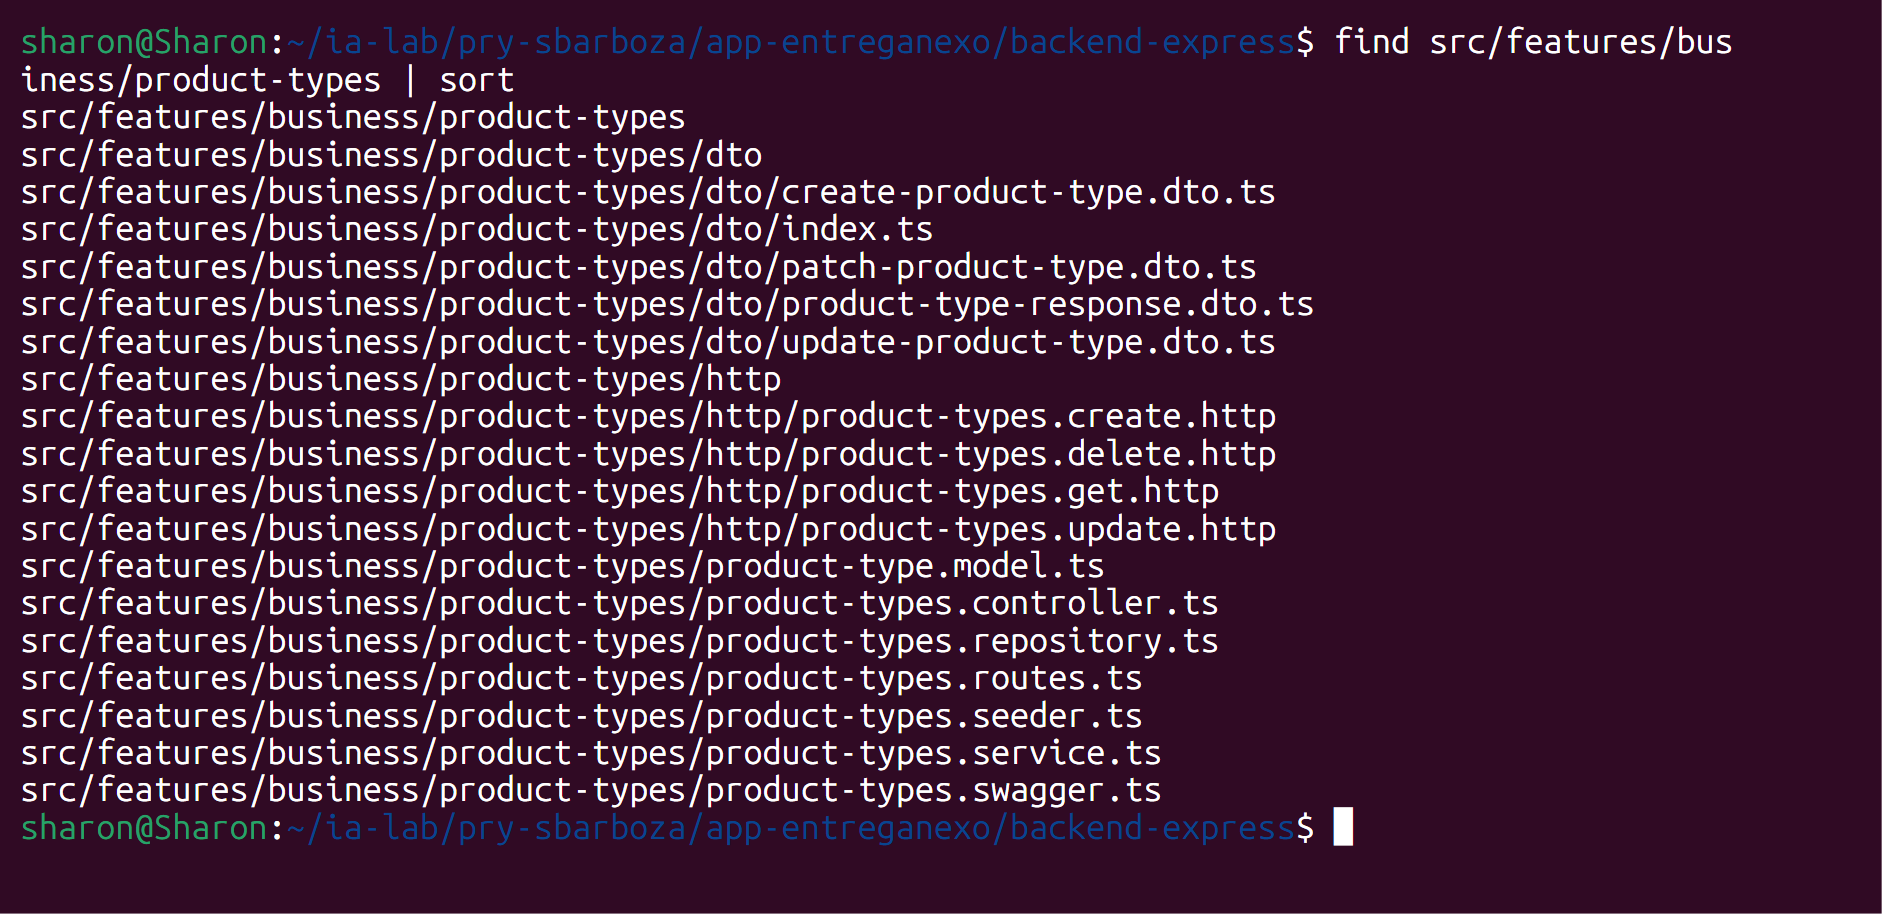 sharon@Sharon:~/ia-lab/pry-sbarboza/app-entreganexo/backend-express$ find src/features/bus
iness/product-types | sort
src/features/business/product-types
src/features/business/product-types/dto
src/features/business/product-types/dto/create-product-type.dto.ts
src/features/business/product-types/dto/index.ts
src/features/business/product-types/dto/patch-product-type.dto.ts
src/features/business/product-types/dto/product-type-response.dto.ts
src/features/business/product-types/dto/update-product-type.dto.ts
src/features/business/product-types/http
src/features/business/product-types/http/product-types.create.http
src/features/business/product-types/http/product-types.delete.http
src/features/business/product-types/http/product-types.get.http
src/features/business/product-types/http/product-types.update.http
src/features/business/product-types/product-type.model.ts
src/features/business/product-types/product-types.controller.ts
src/features/business/product-types/product-types.repository.ts
src/features/business/product-types/product-types.routes.ts
src/features/business/product-types/product-types.seeder.ts
src/features/business/product-types/product-types.service.ts
src/features/business/product-types/product-types.swagger.ts
sharon@Sharon:~/ia-lab/pry-sbarboza/app-entreganexo/backend-express$